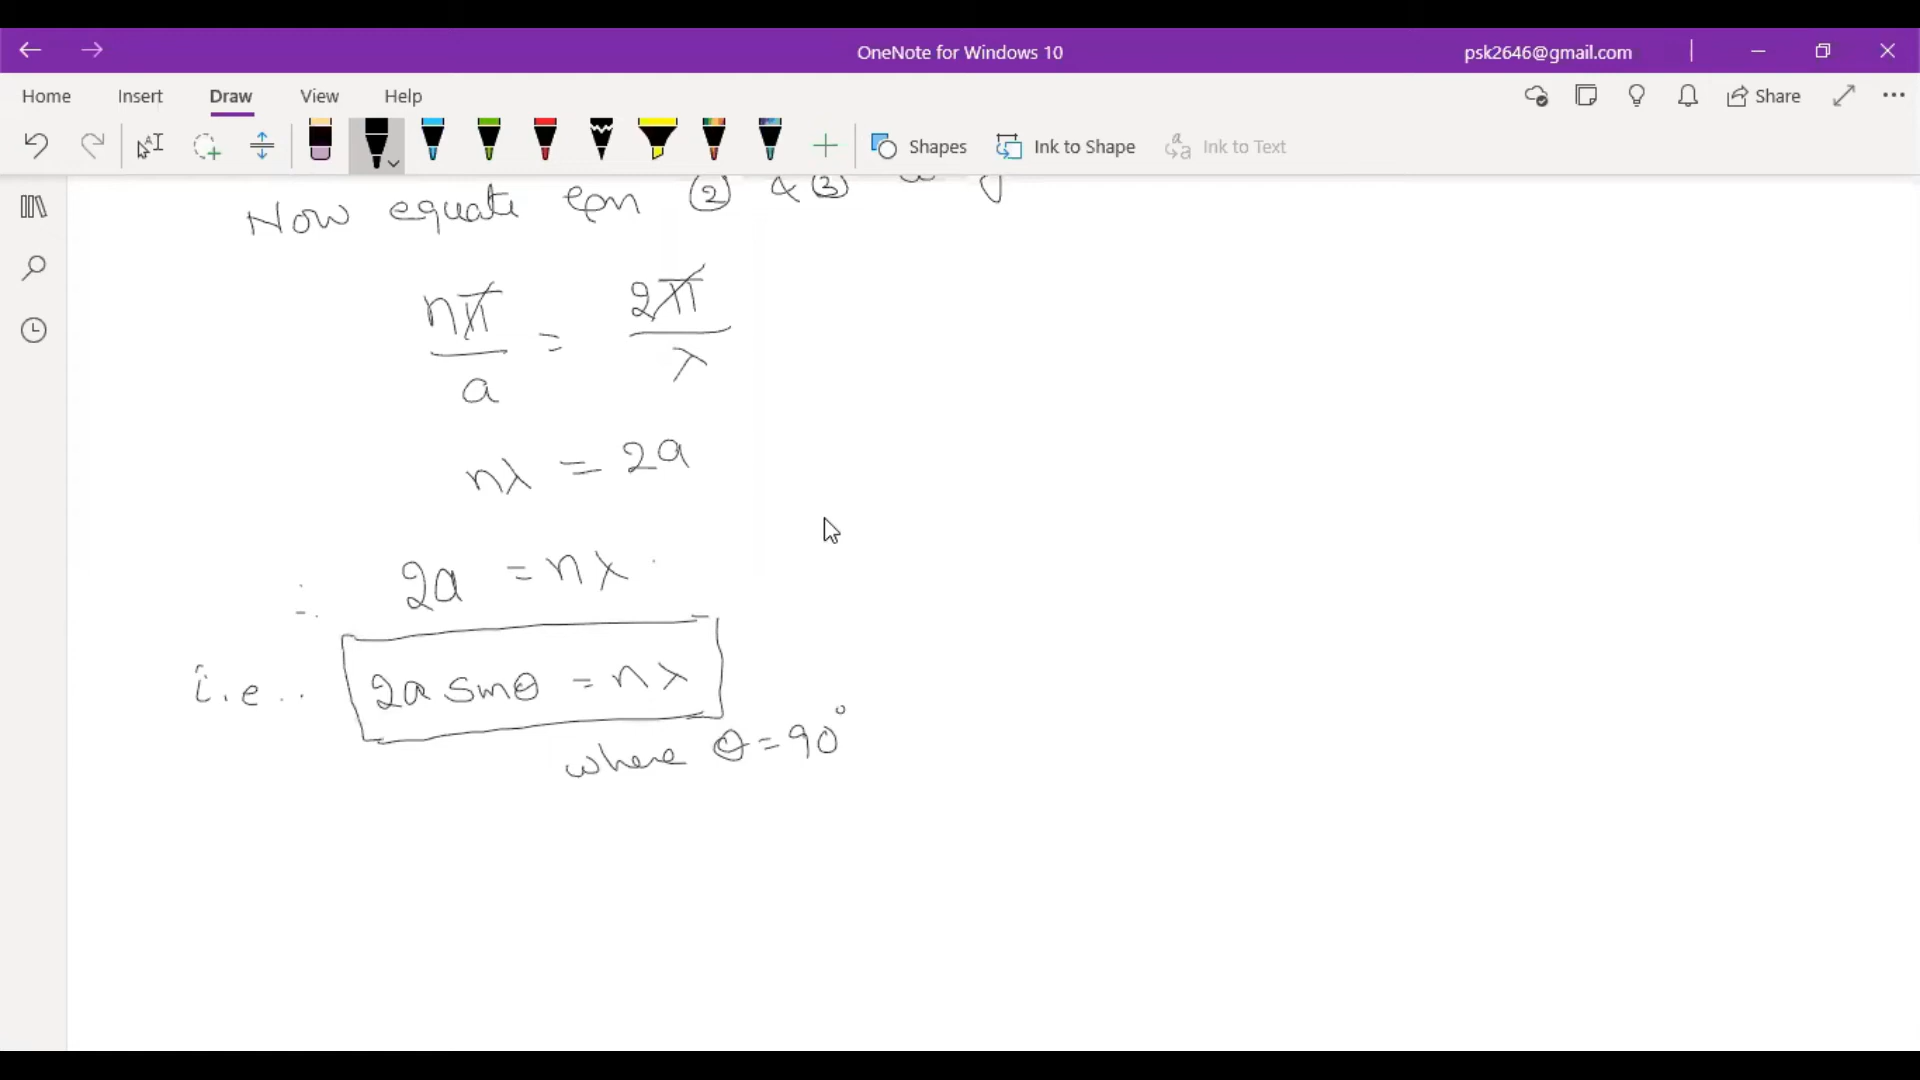 OneNote for Windows 10
psk2646@gmail.com
Home Insert Draw View Help
Share
Shapes Ink to Shape Ink to Text
Now equate eqn ② & ③
nπ/a = 2π/λ
nλ = 2a
∴ 2a = nλ
i.e.. 2a sinθ = nλ
where θ = 90°